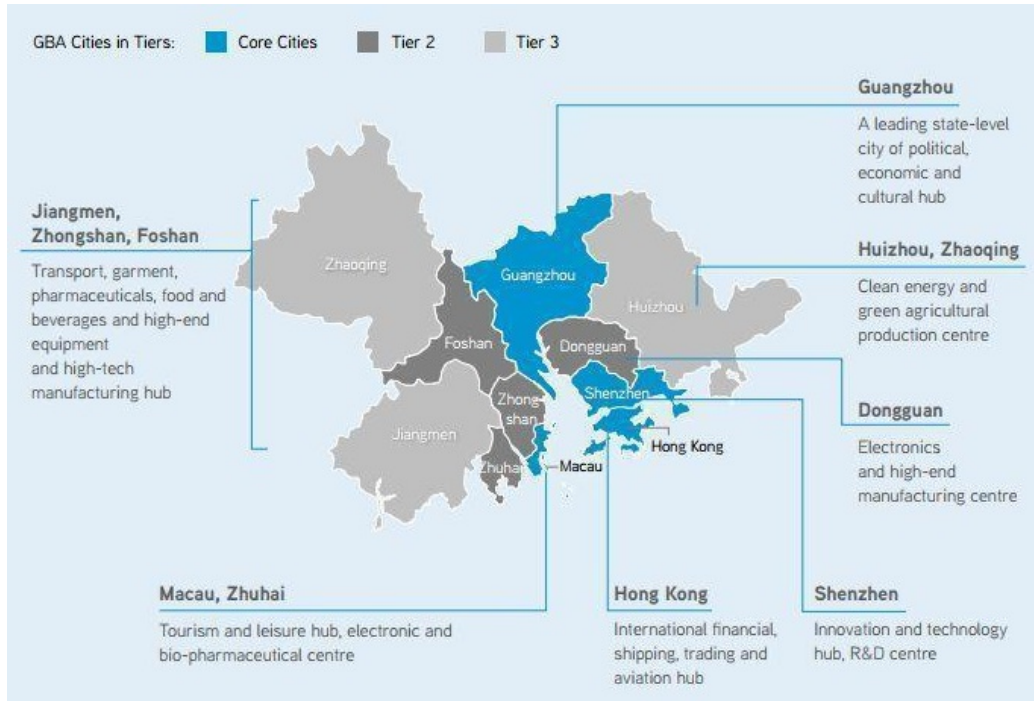 GBA Cities in Tiers: Core Cities Tier 2 Tier 3
Guangzhou
A leading state-level
city of political,
economic and
cultural hub
Jiangmen,
Zhongshan, Foshan
Transport, garment,
pharmaceuticals, food and
beverages and high-end
equipment
and high-tech
manufacturing hub
Huizhou, Zhaoqing
Clean energy and
green agricultural
production centre
Dongguan
Electronics
and high-end
manufacturing centre
Zhaoqing
Guangzhou
Huizhou
Foshan
Dongguan
Shenzhen
Zhong-
shan
Jiangmen
Hong Kong
Zhuhai
Macau
Macau, Zhuhai
Tourism and leisure hub, electronic and
bio-pharmaceutical centre
Hong Kong
International financial,
shipping, trading and
aviation hub
Shenzhen
Innovation and technology
hub, R&D centre